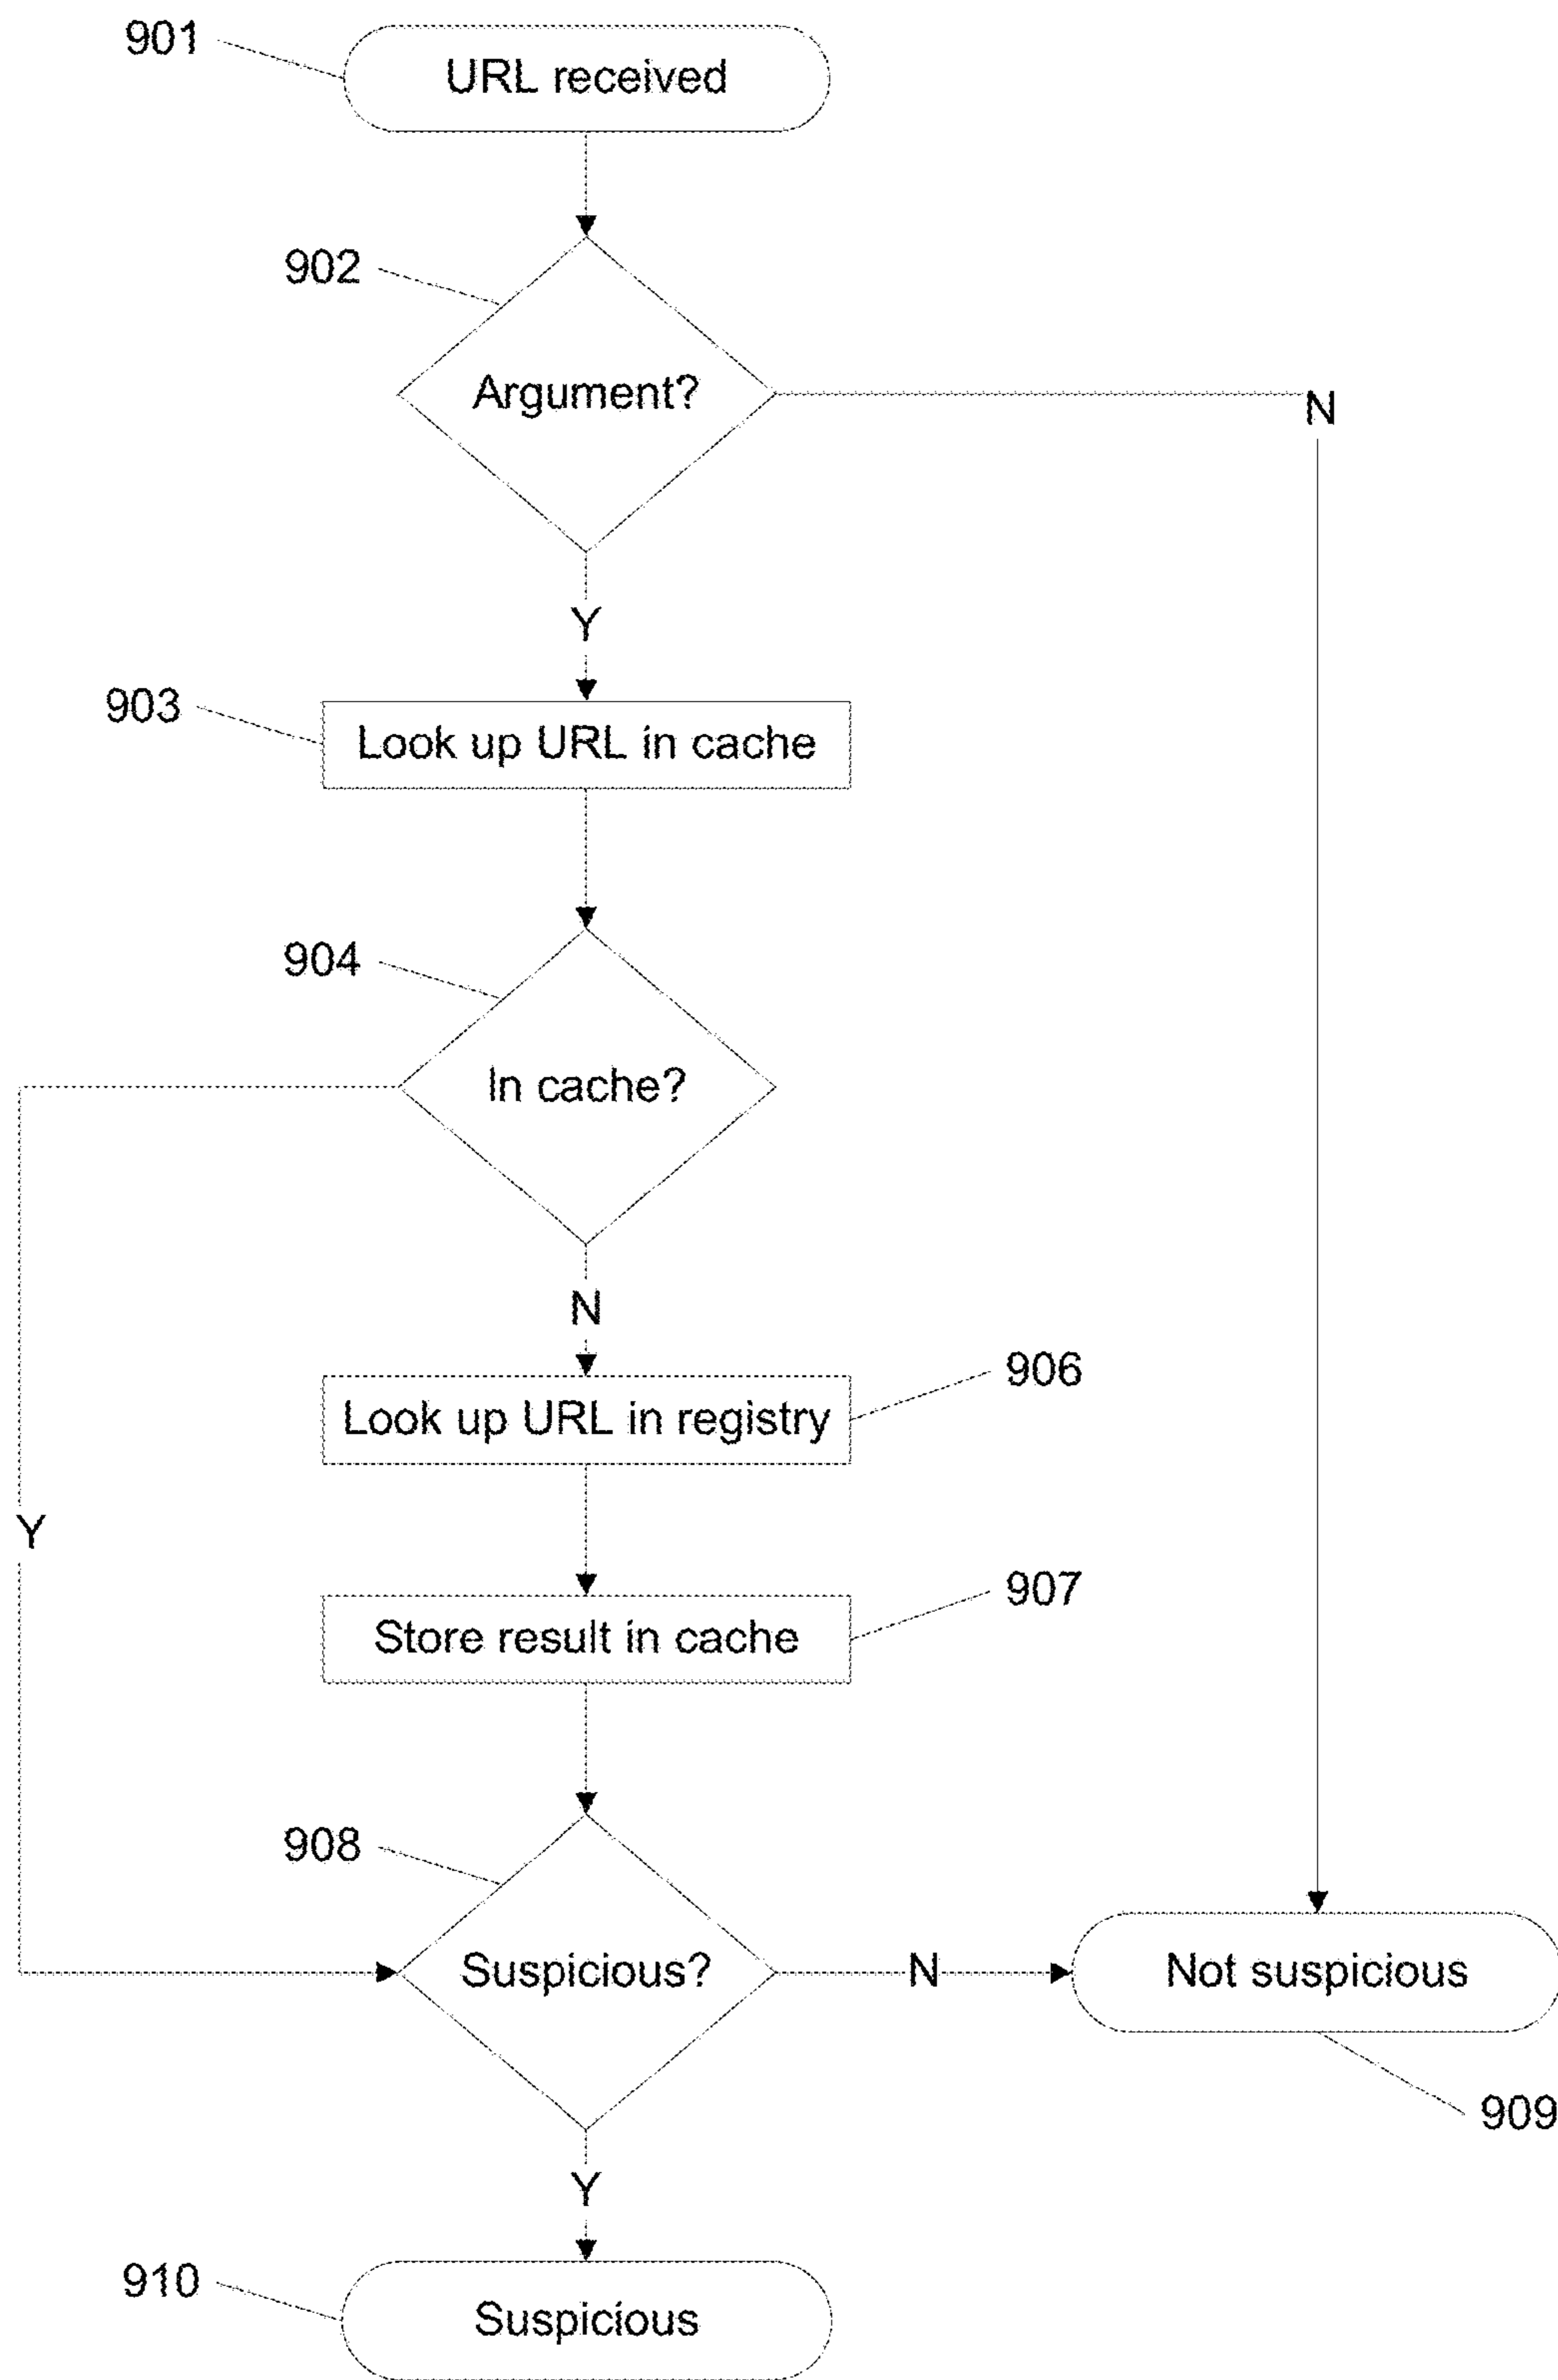 901
URL received
902
Argument?
N
Y
903
Look up URL in cache
904
In cache?
N
906
Look up URL in registry
Y
907
Store result in cache
908
Suspicious?
N
Not suspicious
909
Y
910
Suspicious